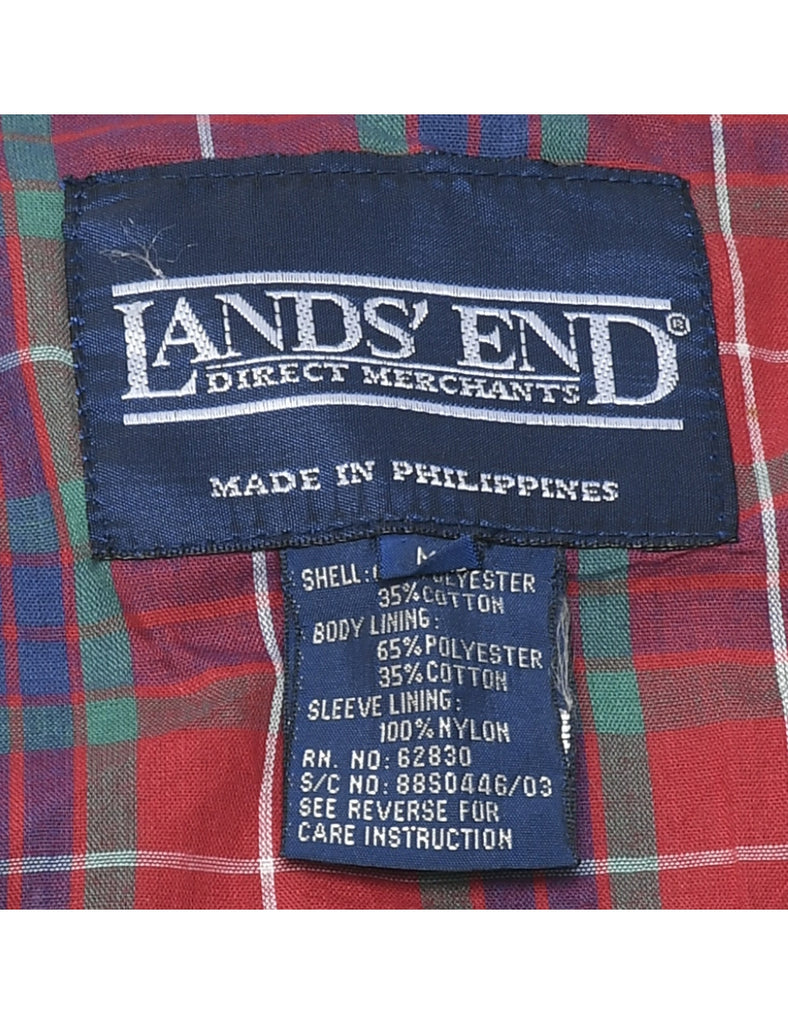 LANDS' END®
DIRECT MERCHANTS
MADE IN PHILIPPINES
M
SHELL: POLYESTER
35% COTTON
BODY LINING:
65% POLYESTER
35% COTTON
SLEEVE LINING:
100% NYLON
RN. NO: 62830
S/C NO: 88S0446/03
SEE REVERSE FOR
CARE INSTRUCTION